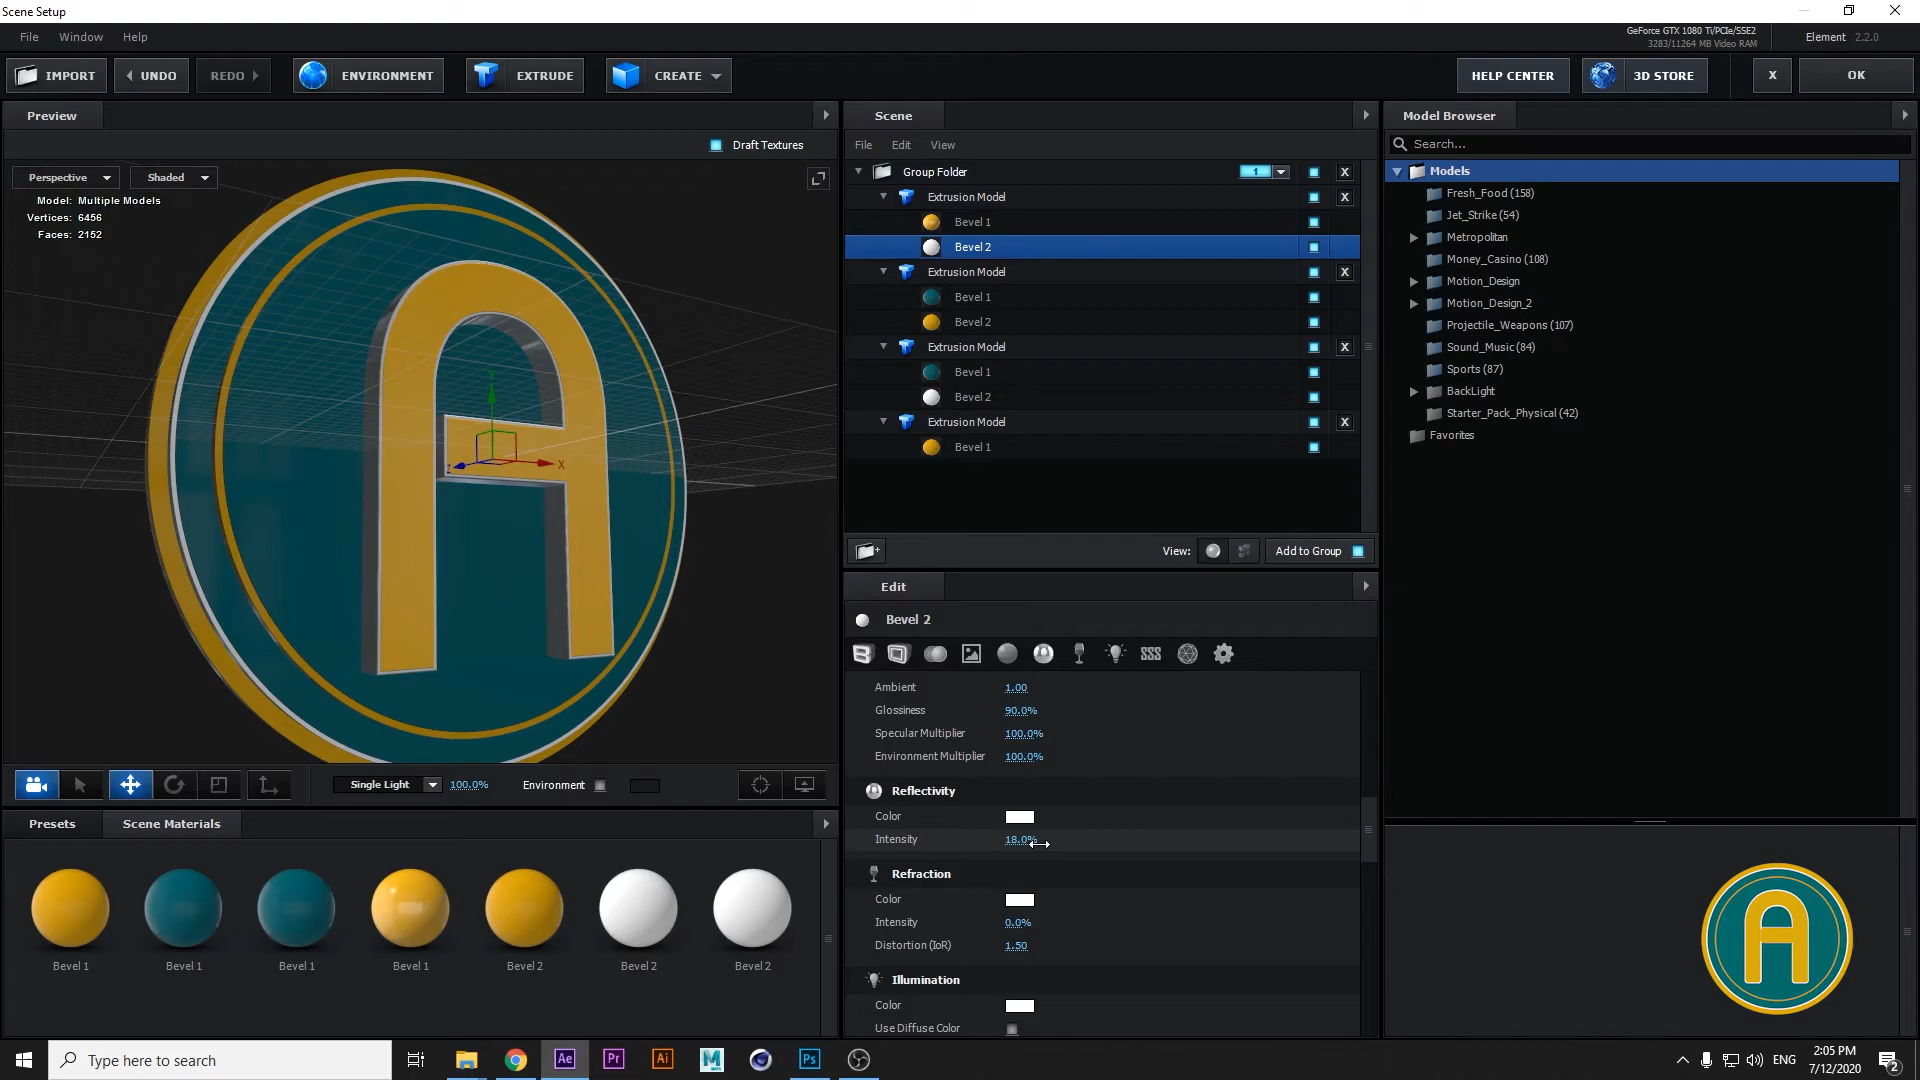 Scene Setup
File Window Help
GeForce GTX 1080 Ti/PCIe/SSE2
3283/11264 MB Video RAM
Element 2.2.0
IMPORT UNDO REDO ENVIRONMENT EXTRUDE CREATE HELP CENTER 3D STORE X OK
Preview
Draft Textures
Perspective Shaded
Model: Multiple Models
Vertices: 6456
Faces: 2152
A
Y
X
Z
Single Light 100.0% Environment
Presets Scene Materials
Bevel 1 Bevel 1 Bevel 1 Bevel 1 Bevel 2 Bevel 2 Bevel 2
Scene
File Edit View
Group Folder 1 X
Extrusion Model X
Bevel 1
Bevel 2
Extrusion Model X
Bevel 1
Bevel 2
Extrusion Model X
Bevel 1
Bevel 2
Extrusion Model X
Bevel 1
View: Add to Group
Edit
Bevel 2
Ambient 1.00
Glossiness 90.0%
Specular Multiplier 100.0%
Environment Multiplier 100.0%
Reflectivity
Color
Intensity 18.0%
Refraction
Color
Intensity 0.0%
Distortion (IoR) 1.50
Illumination
Color
Use Diffuse Color
Model Browser
Search...
Models
Fresh_Food (158)
Jet_Strike (54)
Metropolitan
Money_Casino (108)
Motion_Design
Motion_Design_2
Projectile_Weapons (107)
Sound_Music (84)
Sports (87)
BackLight
Starter_Pack_Physical (42)
Favorites
A
Type here to search
Ae Pr Ai M Ps
ENG
2:05 PM
7/12/2020
2